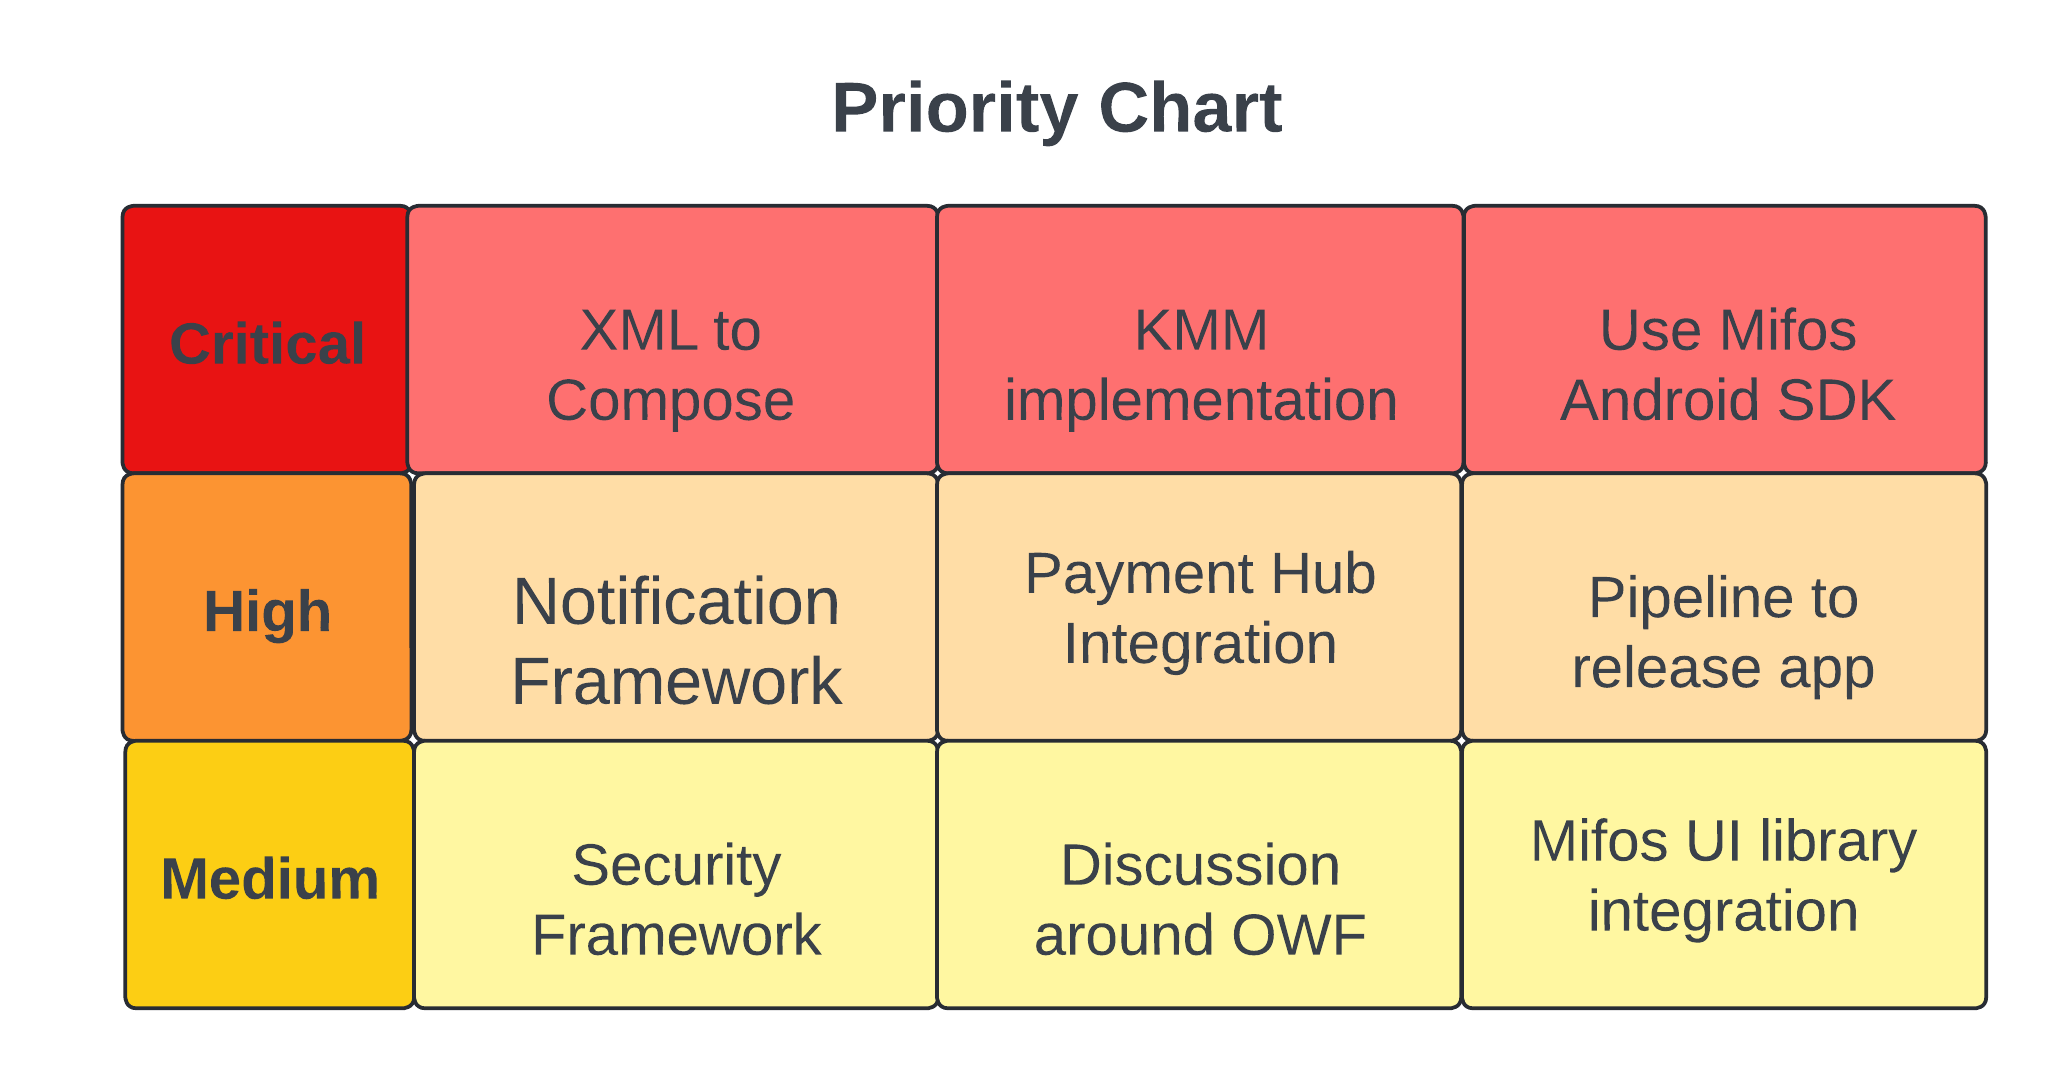 Priority Chart
Critical
XML to
Compose
KMM
implementation
Use Mifos
Android SDK
High
Notification
Framework
Payment Hub
Integration
Pipeline to
release app
Medium
Security
Framework
Discussion
around OWF
Mifos UI library
integration